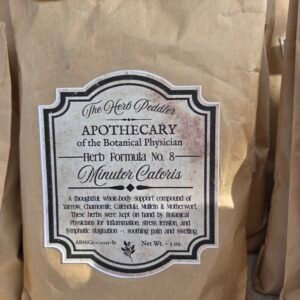 The Herb Peddler
APOTHECARY
of the Botanical Physician
Herb Formula No. 8
Minutor Caloris
A thoughtful, whole-body support compound of
Yarrow, Chamomile, Calendula, Mullein & Motherwort.
These herbs were kept on hand by Botanical
Physicians for inflammation, stress, tension, and
lymphatic stagnation –, soothing pain and swelling.
Net Wt. - 2 oz.